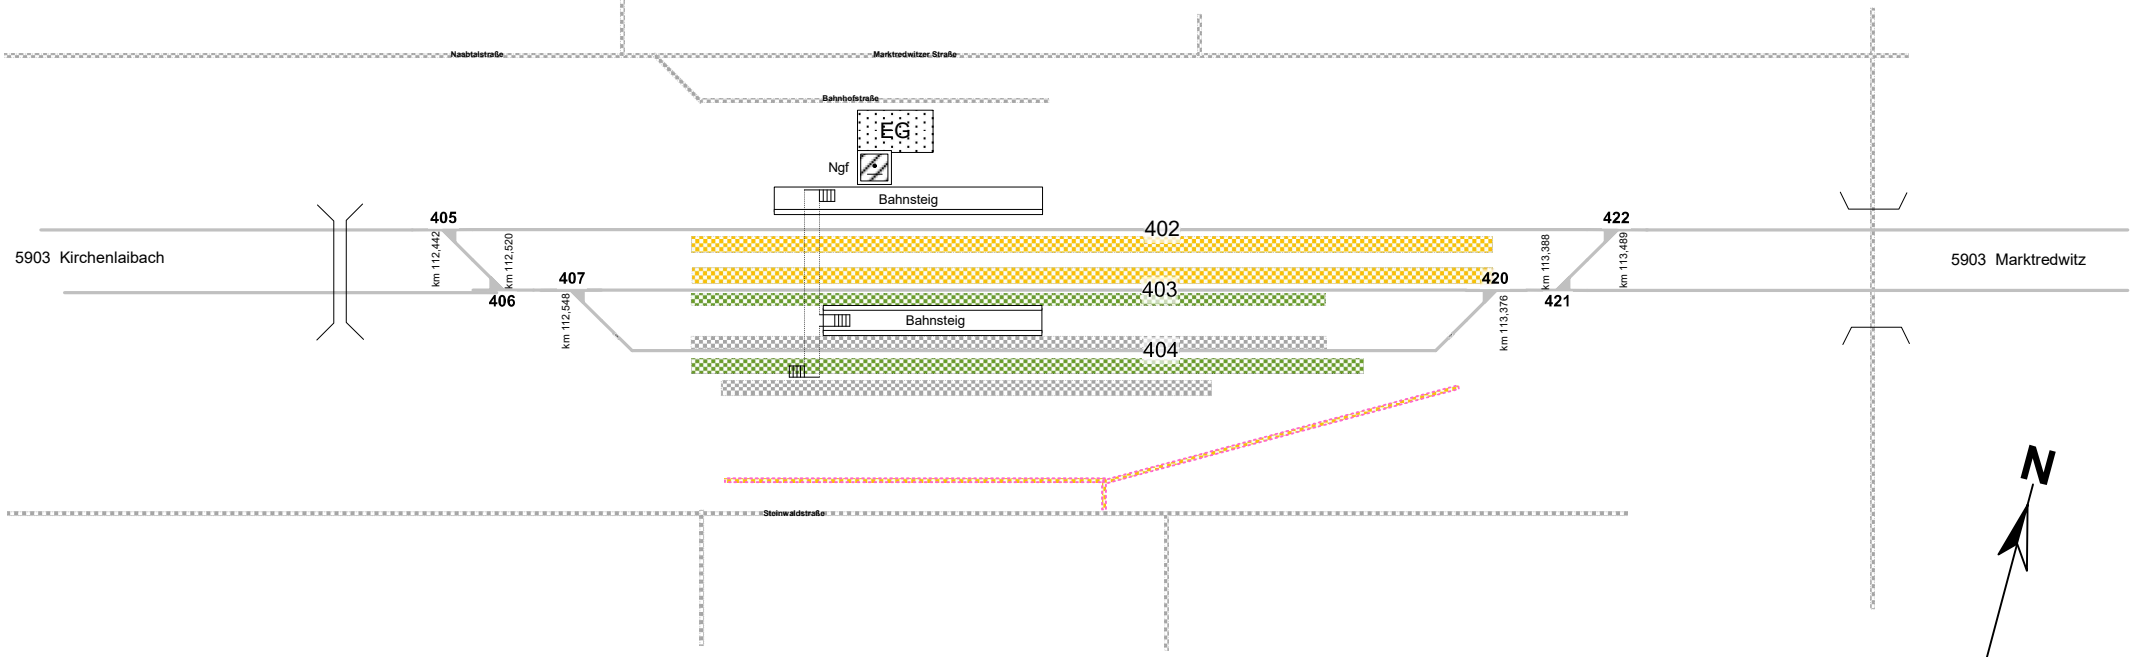 Naabtalstraße
Marktredwitzer Straße
Bahnhofstraße
EG
Ngf
Bahnsteig
405
402
422
km 112,442
km 112,520
km 113,388
km 113,489
5903 Kirchenlaibach
5903 Marktredwitz
407
420
406
403
421
km 112,548
Bahnsteig
km 113,376
404
N
Steinwaldstraße